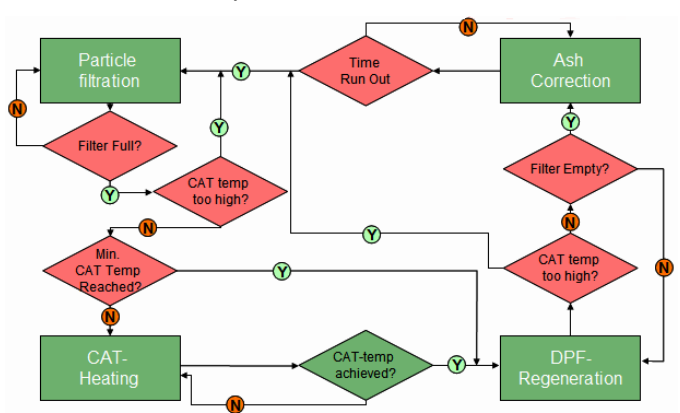 N
Particle
filtration
Y
Time
Run Out
Ash
Correction
N
Filter Full?
Y
Y
Filter Empty?
Y
CAT temp
too high?
N
Y
N
Min.
CAT Temp
Reached?
Y
CAT temp
too high?
N
N
CAT-
Heating
CAT-temp
achieved?
Y
DPF-
Regeneration
N